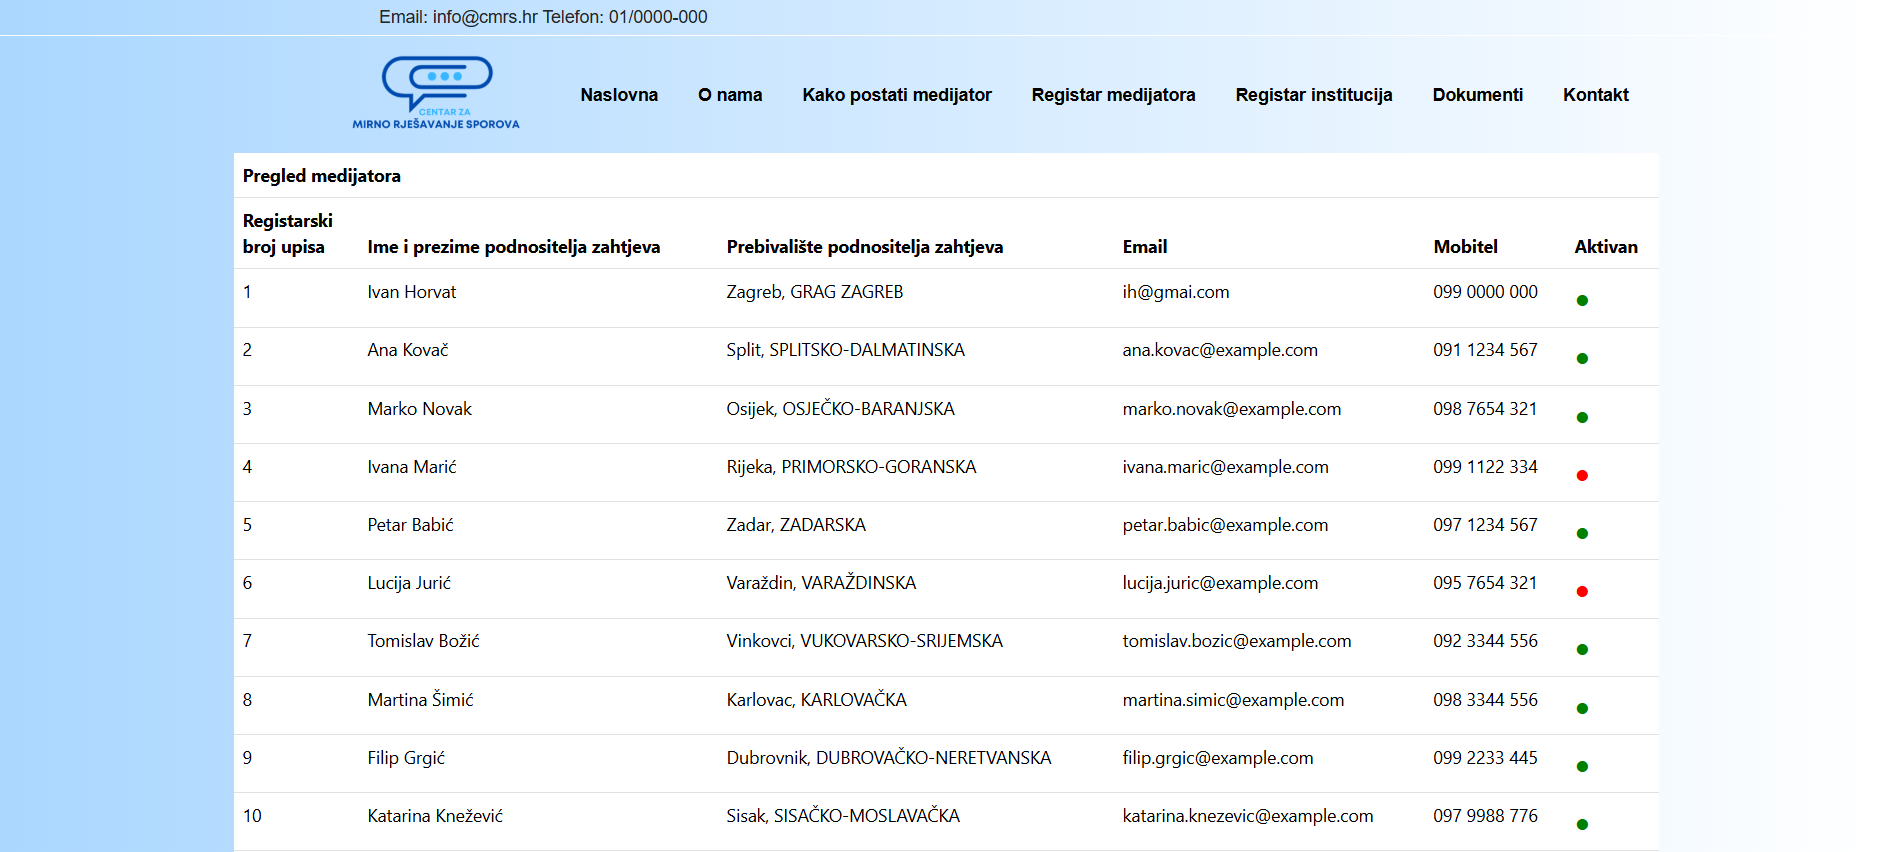 Email: info@cmrs.hr Telefon: 01/0000-000
CENTAR ZA
MIRNO RJEŠAVANJE SPOROVA
Naslovna O nama Kako postati medijator Registar medijatora Registar institucija Dokumenti Kontakt
Pregled medijatora
Registarski broj upisa Ime i prezime podnositelja zahtjeva Prebivalište podnositelja zahtjeva Email Mobitel Aktivan
1 Ivan Horvat Zagreb, GRAG ZAGREB ih@gmai.com 099 0000 000
2 Ana Kovač Split, SPLITSKO-DALMATINSKA ana.kovac@example.com 091 1234 567
3 Marko Novak Osijek, OSJEČKO-BARANJSKA marko.novak@example.com 098 7654 321
4 Ivana Marić Rijeka, PRIMORSKO-GORANSKA ivana.maric@example.com 099 1122 334
5 Petar Babić Zadar, ZADARSKA petar.babic@example.com 097 1234 567
6 Lucija Jurić Varaždin, VARAŽDINSKA lucija.juric@example.com 095 7654 321
7 Tomislav Božić Vinkovci, VUKOVARSKO-SRIJEMSKA tomislav.bozic@example.com 092 3344 556
8 Martina Šimić Karlovac, KARLOVAČKA martina.simic@example.com 098 3344 556
9 Filip Grgić Dubrovnik, DUBROVAČKO-NERETVANSKA filip.grgic@example.com 099 2233 445
10 Katarina Knežević Sisak, SISAČKO-MOSLAVAČKA katarina.knezevic@example.com 097 9988 776